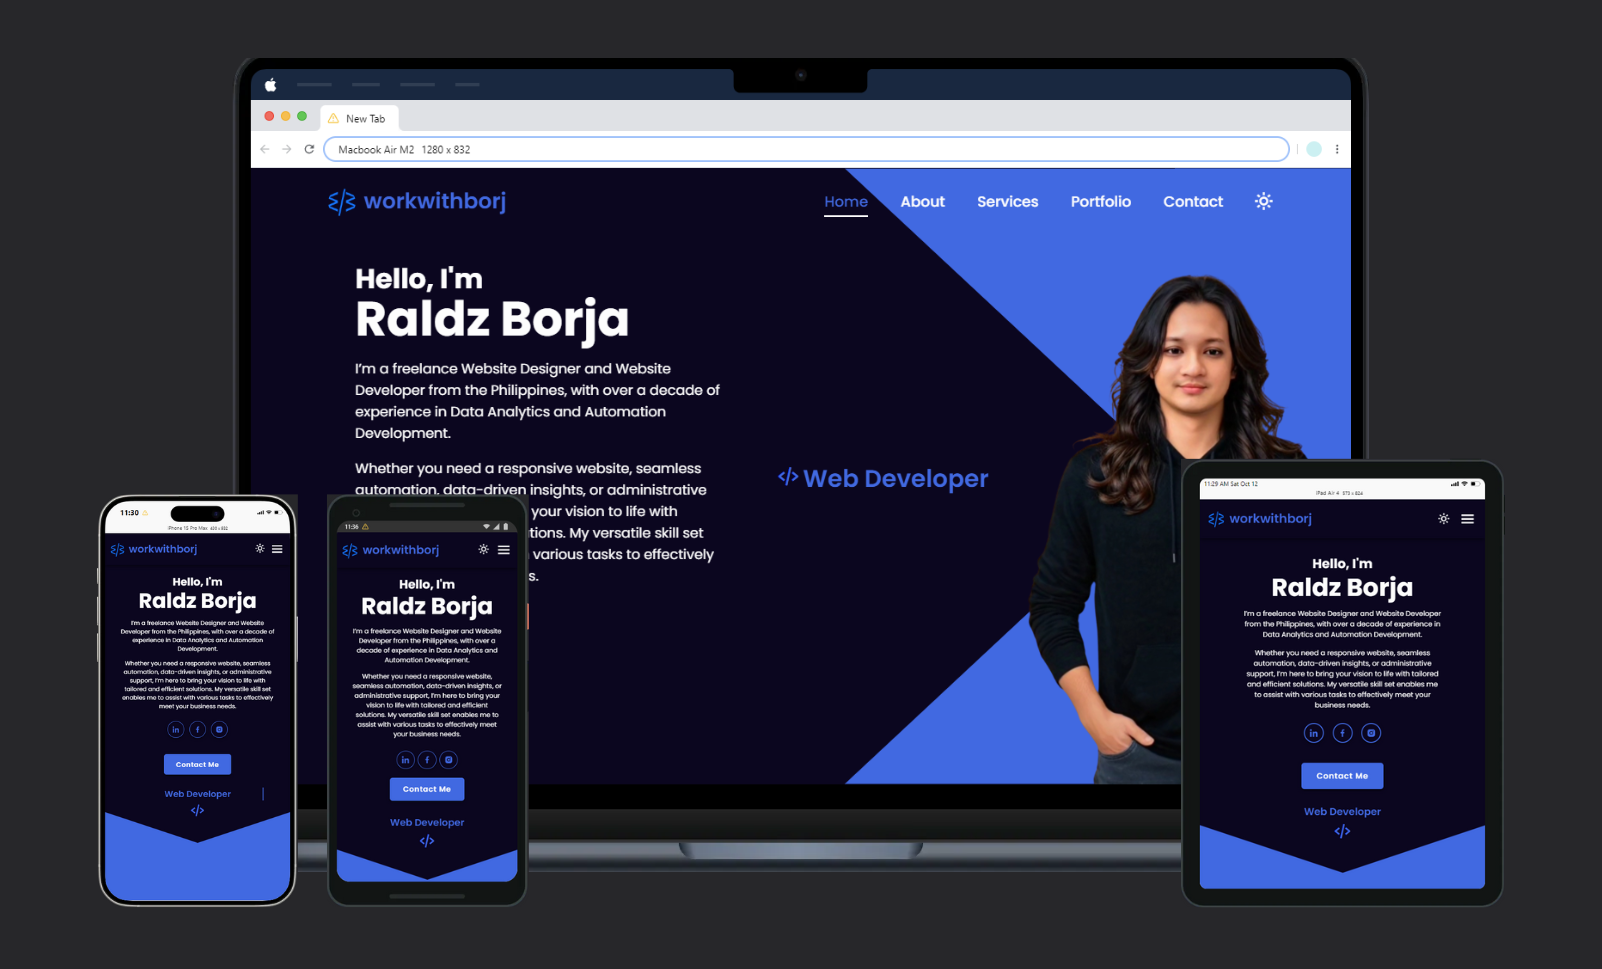 New Tab
Macbook Air M2 1280 x 832
workwithborj
Home About Services Portfolio Contact
Hello, I'm
Raldz Borja
I'm a freelance Website Designer and Website
Developer from the Philippines, with over a decade of
experience in Data Analytics and Automation
Development.
Whether you need a responsive website, seamless
automation, data-driven insights, or administrative
your vision to life with
tions. My versatile skill set
various tasks to effectively
s.
</> Web Developer
11:30
iPhone 15 Pro Max 430 x 932
workwithborj
Hello, I'm
Raldz Borja
I'm a freelance Website Designer and Website
Developer from the Philippines, with over a decade of
experience in Data Analytics and Automation
Development.
Whether you need a responsive website, seamless
automation, data-driven insights, or administrative
support, I'm here to bring your vision to life with
tailored and efficient solutions. My versatile skill set
enables me to assist with various tasks to effectively
meet your business needs.
in f
Contact Me
Web Developer
</>
11:36
workwithborj
Hello, I'm
Raldz Borja
I'm a freelance Website Designer and Website
Developer from the Philippines, with over a
decade of experience in Data Analytics and
Automation Development.
Whether you need a responsive website,
seamless automation, data-driven insights, or
administrative support, I'm here to bring your
vision to life with tailored and efficient
solutions. My versatile skill set enables me to
assist with various tasks to effectively meet
your business needs.
in f
Contact Me
Web Developer
</>
11:29 AM Sat Oct 12
iPad Air 4
workwithborj
Hello, I'm
Raldz Borja
I'm a freelance Website Designer and Website Developer
from the Philippines, with over a decade of experience in
Data Analytics and Automation Development.
Whether you need a responsive website, seamless
automation, data-driven insights, or administrative
support, I'm here to bring your vision to life with tailored
and efficient solutions. My versatile skill set enables me
to assist with various tasks to effectively meet your
business needs.
in f
Contact Me
Web Developer
</>